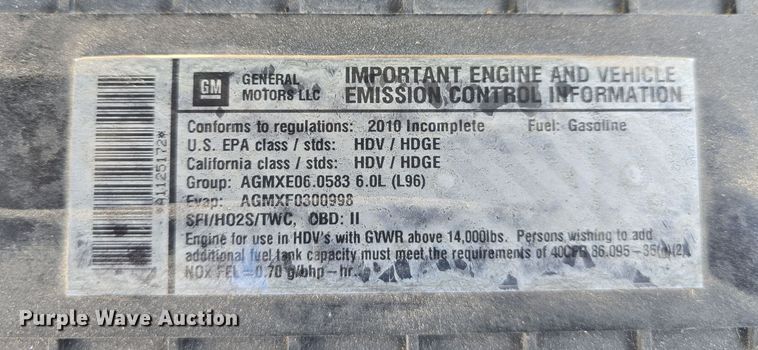 GM
GENERAL
MOTORS LLC
IMPORTANT ENGINE AND VEHICLE
EMISSION CONTROL INFORMATION
*A1125172*
Conforms to regulations: 2010 Incomplete Fuel: Gasoline
U.S. EPA class / stds: HDV / HDGE
California class / stds: HDV / HDGE
Group: AGMXE06.0583 6.0L (L96)
Evap: AGMXF0300998
SFI/HO2S/TWC, OBD: II
Engine for use in HDV's with GVWR above 14,000lbs. Persons wishing to add
additional fuel tank capacity must meet the requirements of 40CFR 86.095-35(h)(2)
NOx FEL = 0.70 g/bhp-hr.
Purple Wave Auction